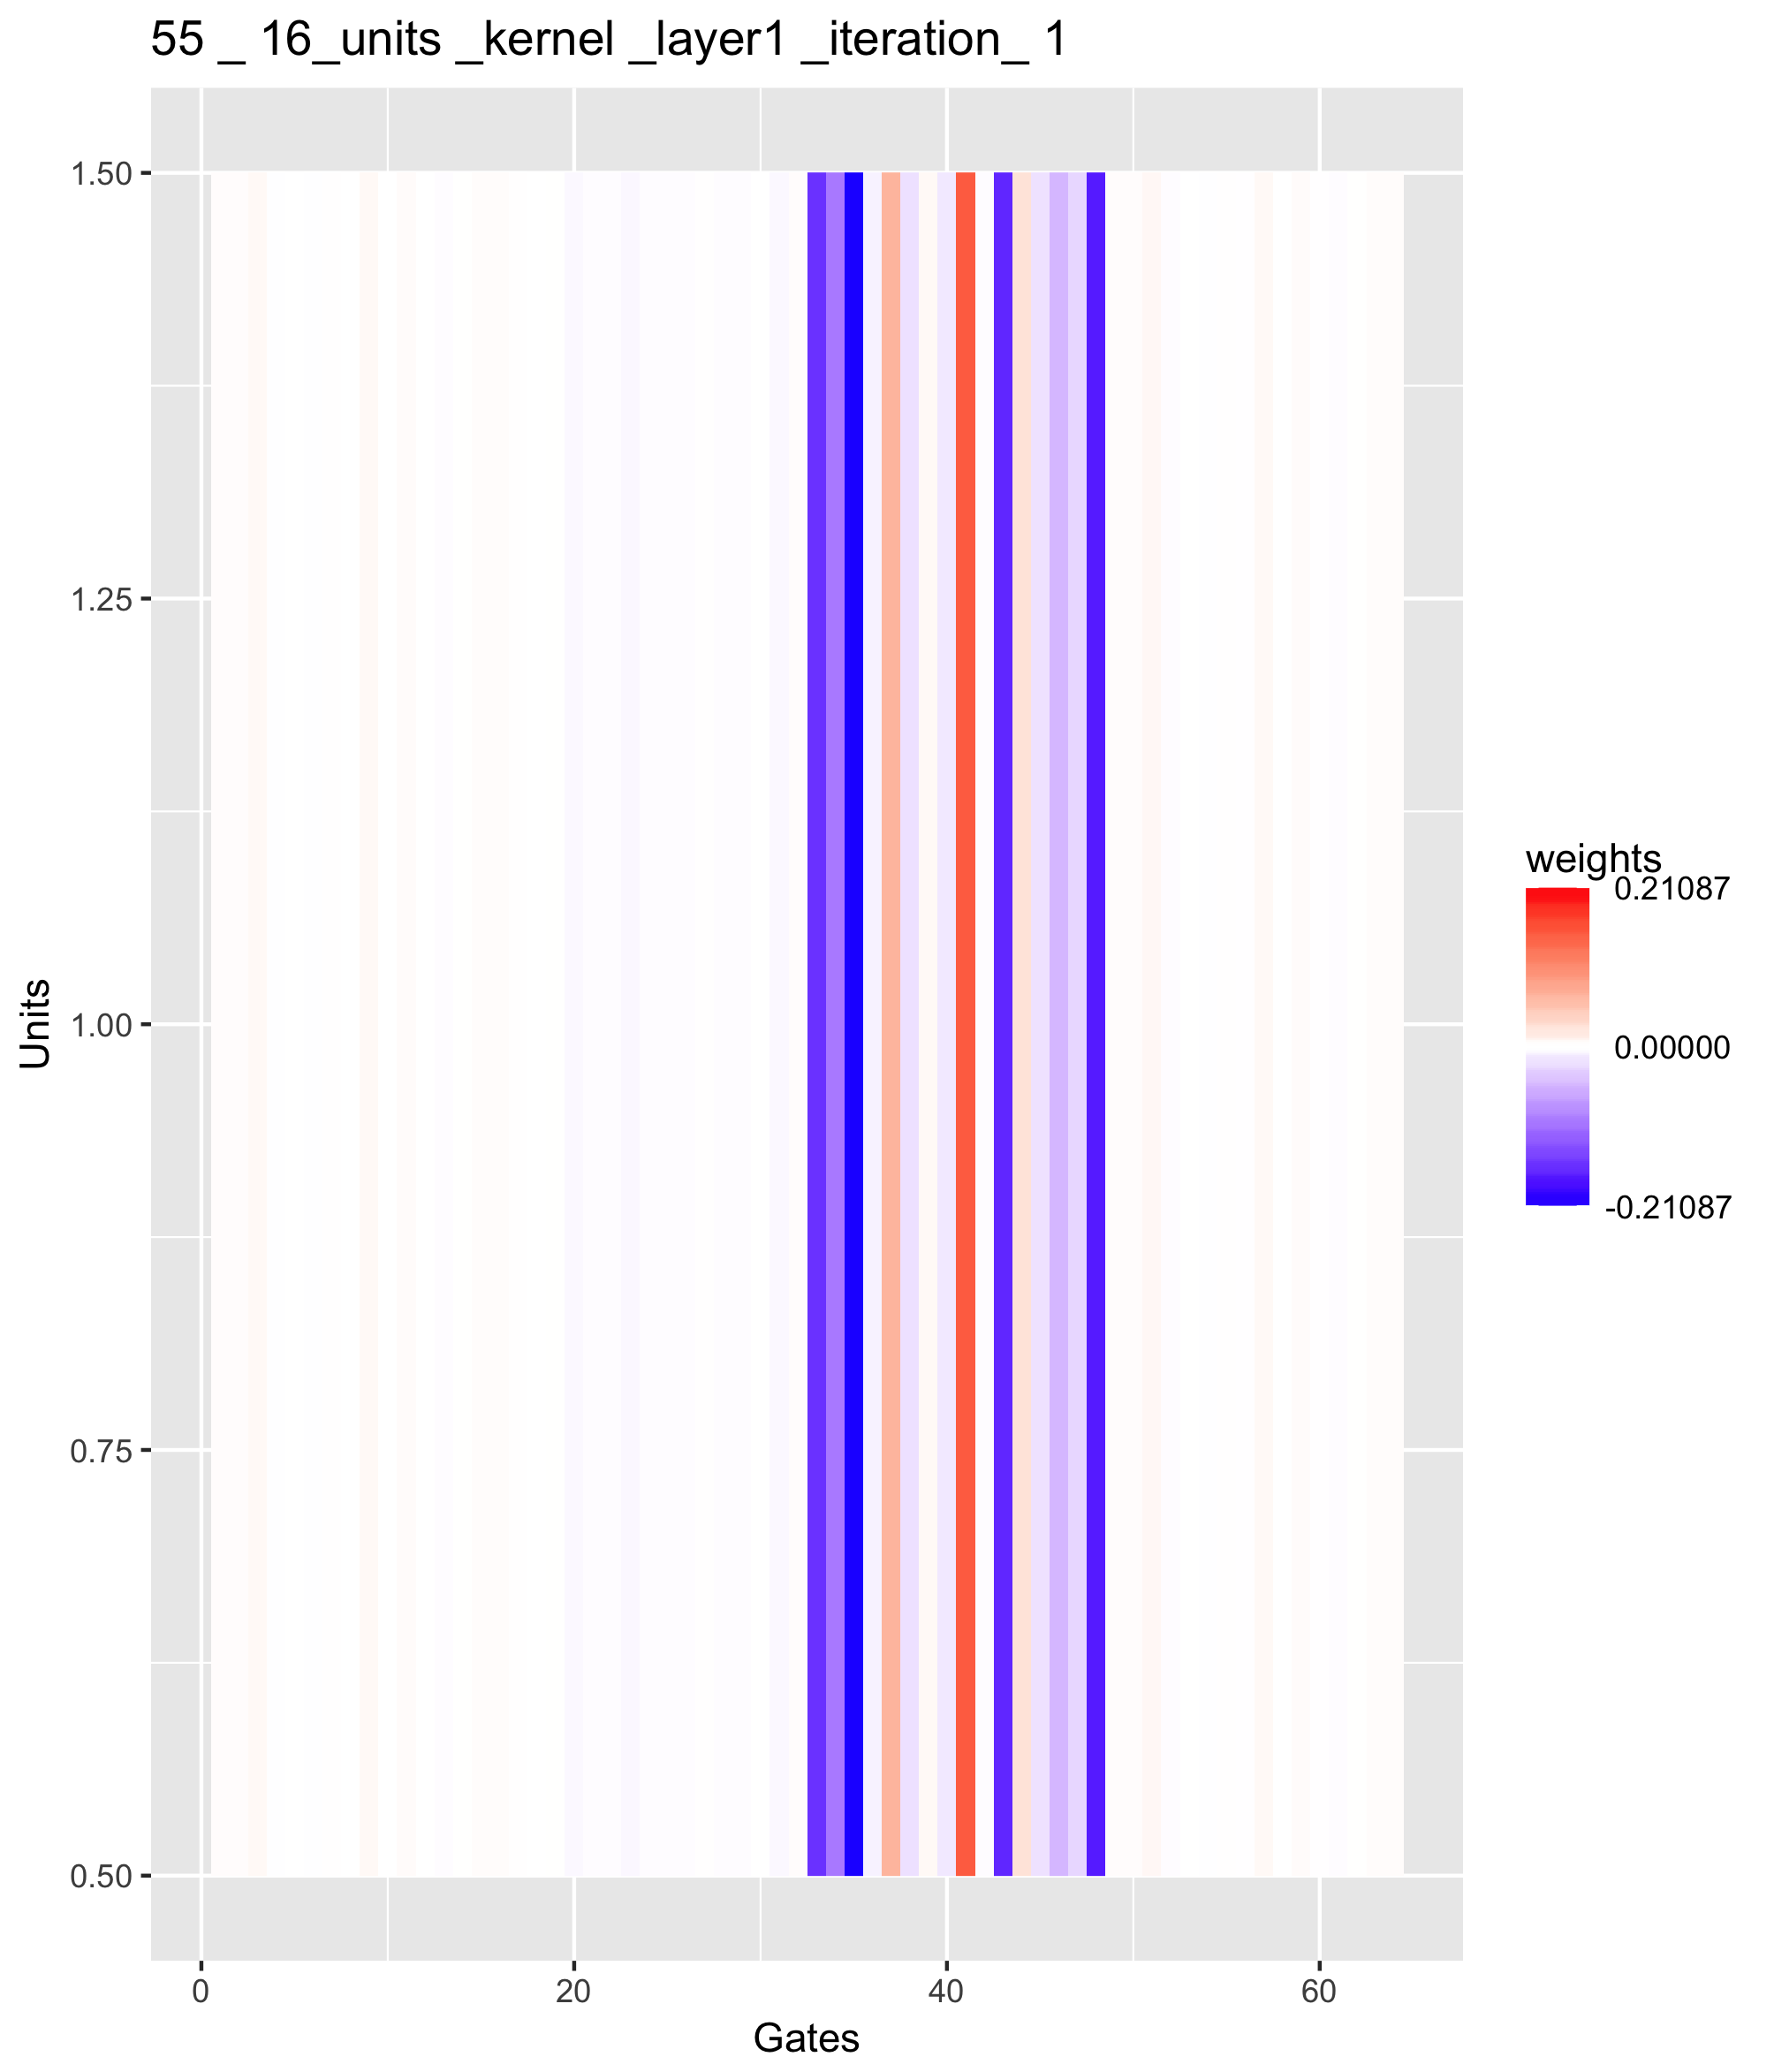 55 _ 16_units _kernel _layer1 _iteration_ 1
1.50
1.25
1.00
0.75
0.50
Units
0 20 40 60
Gates
weights
0.21087
0.00000
-0.21087